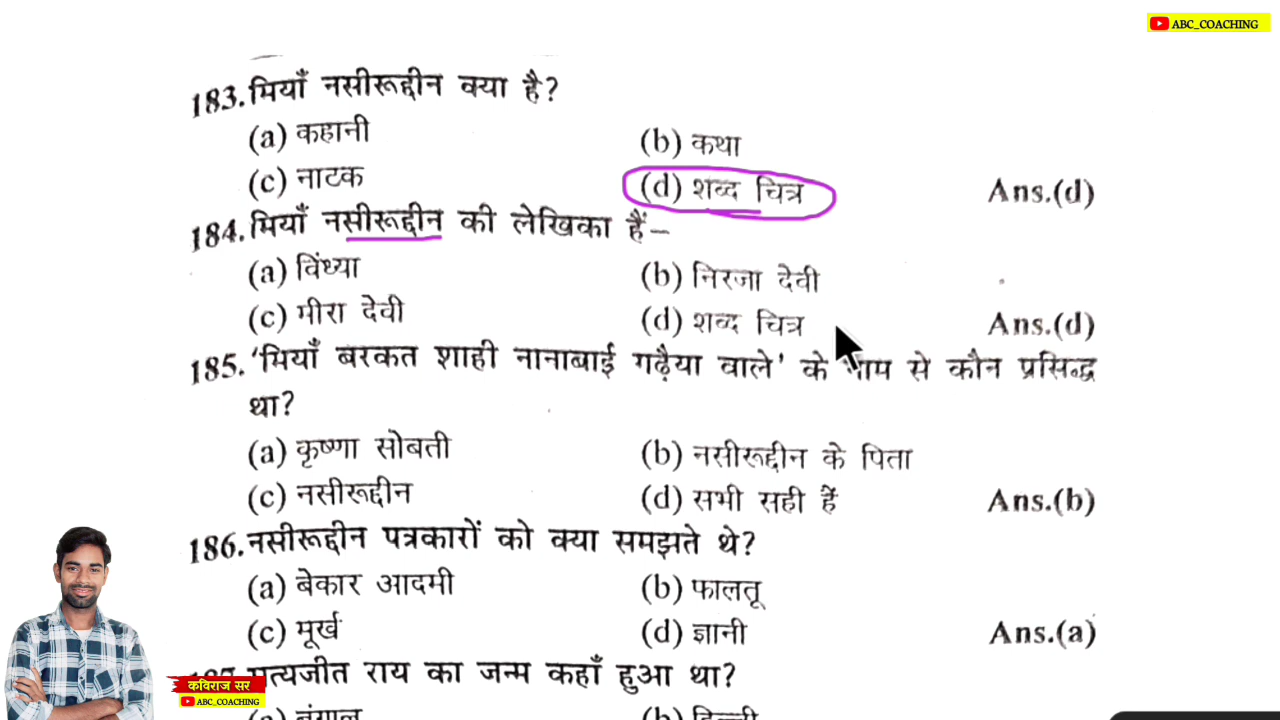 ABC_COACHING
183. मियाँ नसीरूद्दीन क्या है?
(a) कहानी (b) कथा
(c) नाटक (d) शब्द चित्र Ans.(d)
184. मियाँ नसीरूद्दीन की लेखिका हैं–
(a) विंध्या (b) निरजा देवी
(c) मीरा देवी (d) शब्द चित्र Ans.(d)
185. 'मियाँ बरकत शाही नानाबाई गढ़ैया वाले' के नाम से कौन प्रसिद्ध
था?
(a) कृष्णा सोबती (b) नसीरूद्दीन के पिता
(c) नसीरूद्दीन (d) सभी सही हैं Ans.(b)
186. नसीरूद्दीन पत्रकारों को क्या समझते थे?
(a) बेकार आदमी (b) फालतू
(c) मूर्ख (d) ज्ञानी Ans.(a)
सत्यजीत राय का जन्म कहाँ हुआ था?
(a) बंगाल (b) दिल्ली
कविराज सर
ABC_COACHING